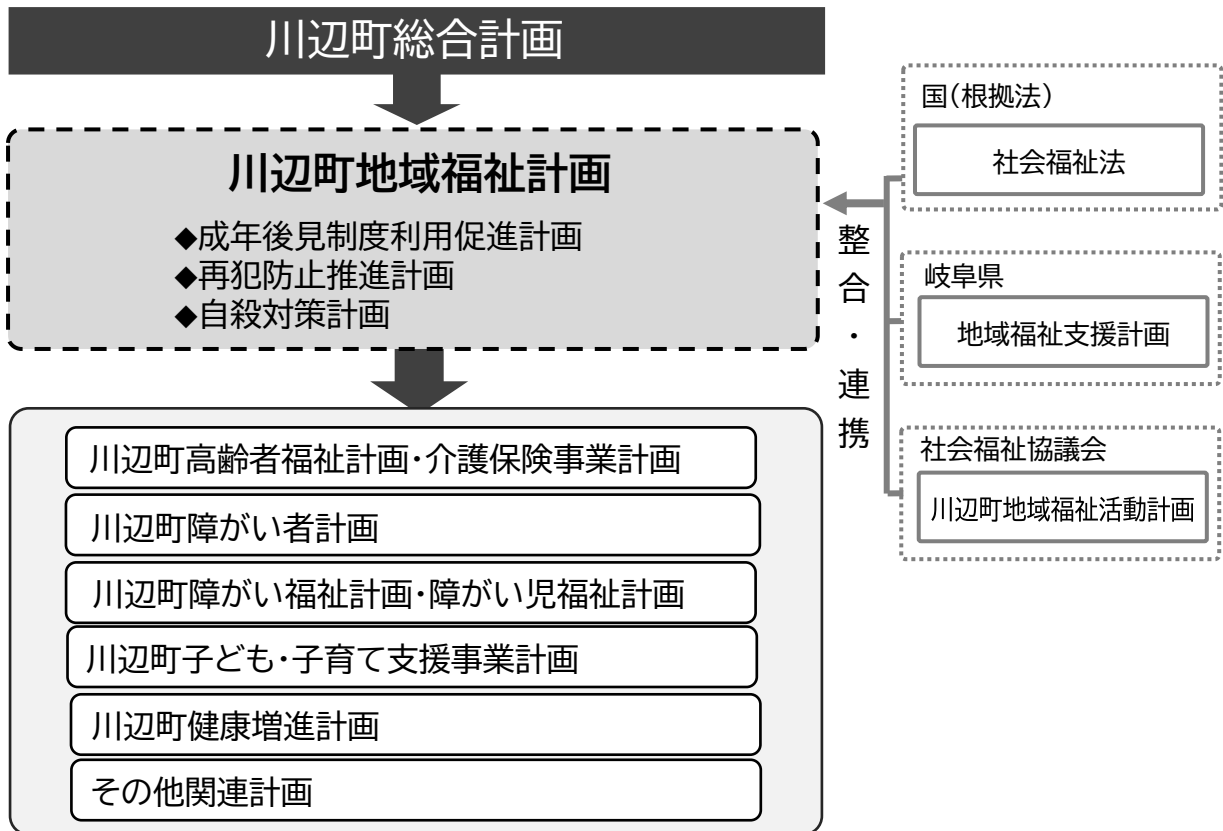 川辺町総合計画
川辺町地域福祉計画
◆成年後見制度利用促進計画
◆再犯防止推進計画
◆自殺対策計画
川辺町高齢者福祉計画・介護保険事業計画
川辺町障がい者計画
川辺町障がい福祉計画・障がい児福祉計画
川辺町子ども・子育て支援事業計画
川辺町健康増進計画
その他関連計画
整合・連携
国(根拠法)
社会福祉法
岐阜県
地域福祉支援計画
社会福祉協議会
川辺町地域福祉活動計画